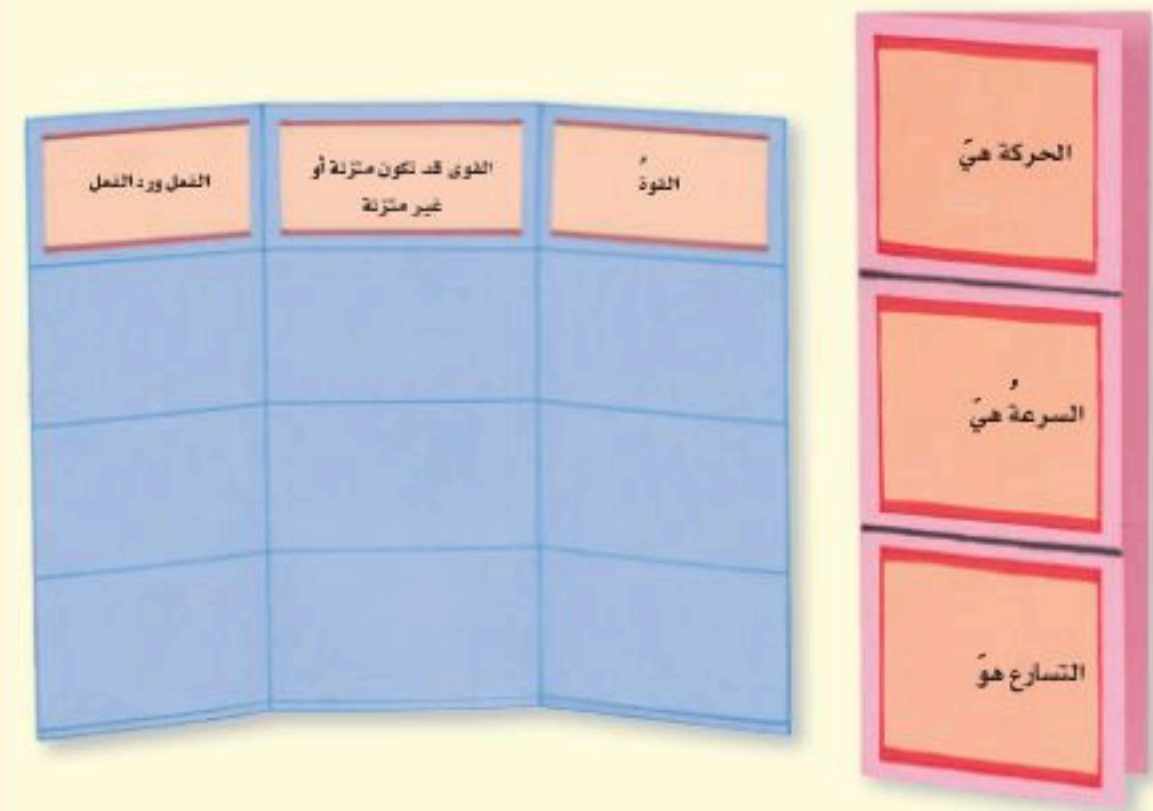 الحركة هيَ
السرعةُ هيَ
التسارع هوَ
القوةُ
القوى قد تكون متزنة أو
غير متزنة
الفعل ورد الفعل